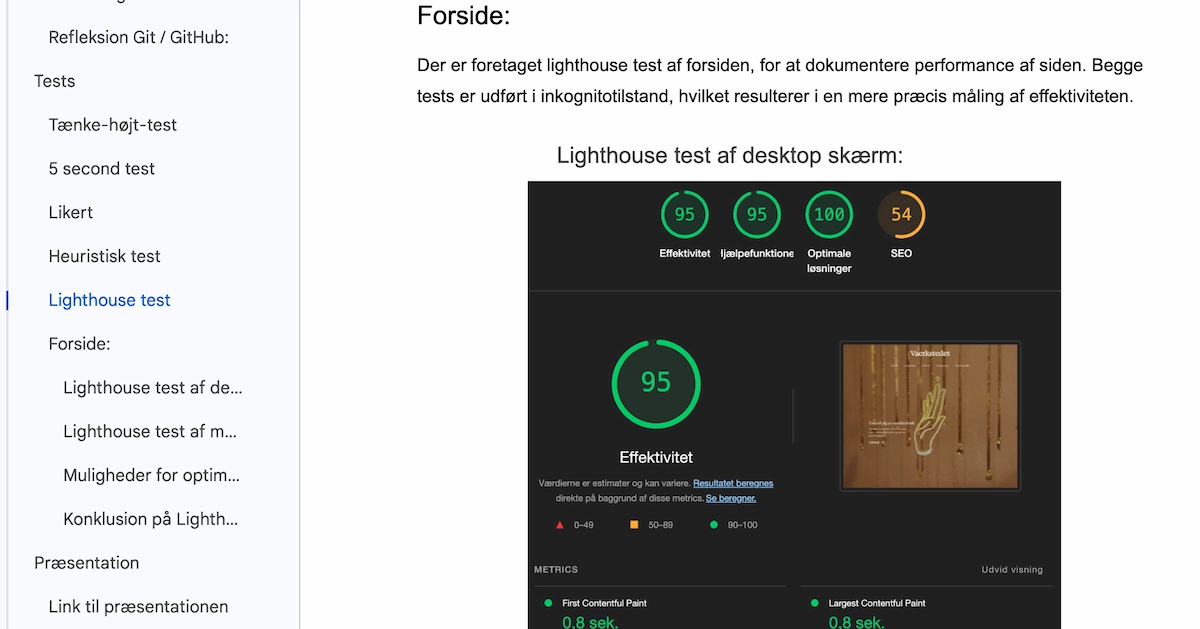 Refleksion Git / GitHub:
Tests
Tænke-højt-test
5 second test
Likert
Heuristisk test
Lighthouse test
Forside:
Lighthouse test af de...
Lighthouse test af m...
Muligheder for optim...
Konklusion på Lighth...
Præsentation
Link til præsentationen
Forside:
Der er foretaget lighthouse test af forsiden, for at dokumentere performance af siden. Begge
tests er udført i inkognitotilstand, hvilket resulterer i en mere præcis måling af effektiviteten.
Lighthouse test af desktop skærm:
95 95 100 54
Effektivitet ljælpefunktione Optimale SEO
løsninger
95
Effektivitet
Værdierne er estimater og kan variere. Resultatet beregnes
direkte på baggrund af disse metrics. Se beregner.
0–49 50–89 90–100
Værkstedet
METRICS Udvid visning
First Contentful Paint Largest Contentful Paint
0.8 sek. 0.8 sek.